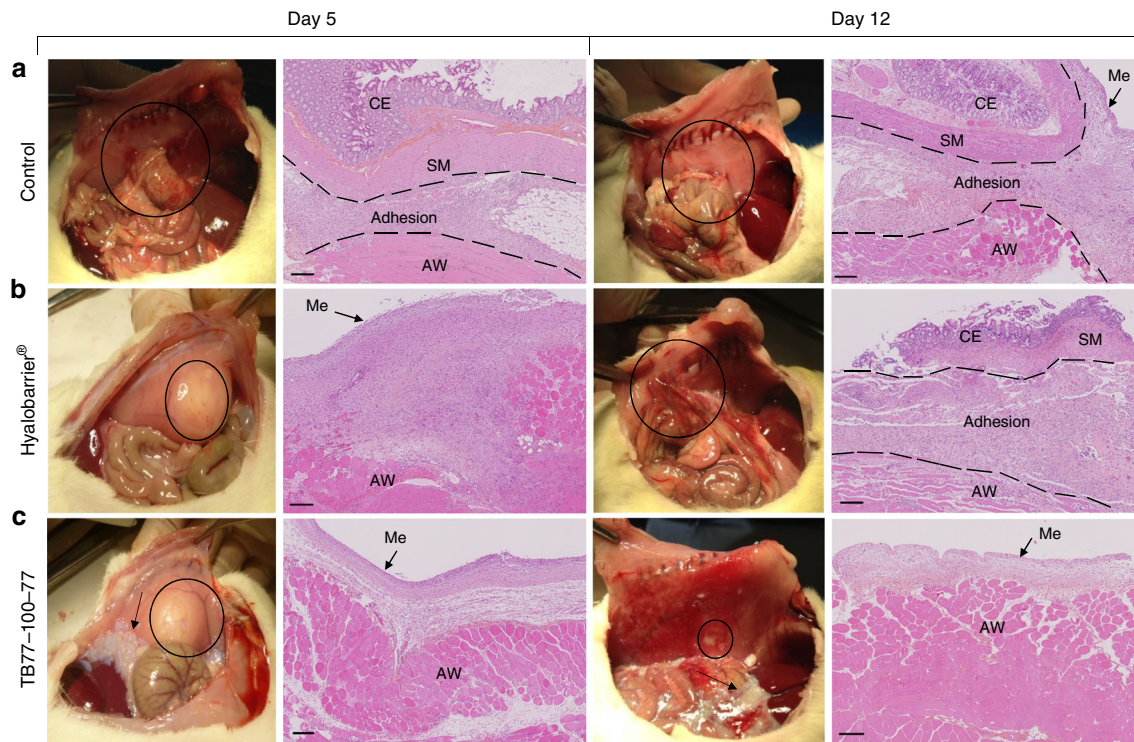 Day 5
Day 12
a
Control
CE
SM
Adhesion
AW
CE
Me
SM
Adhesion
AW
b
Hyalobarrier®
Me
AW
CE
SM
Adhesion
AW
c
TB77–100–77
Me
AW
Me
AW